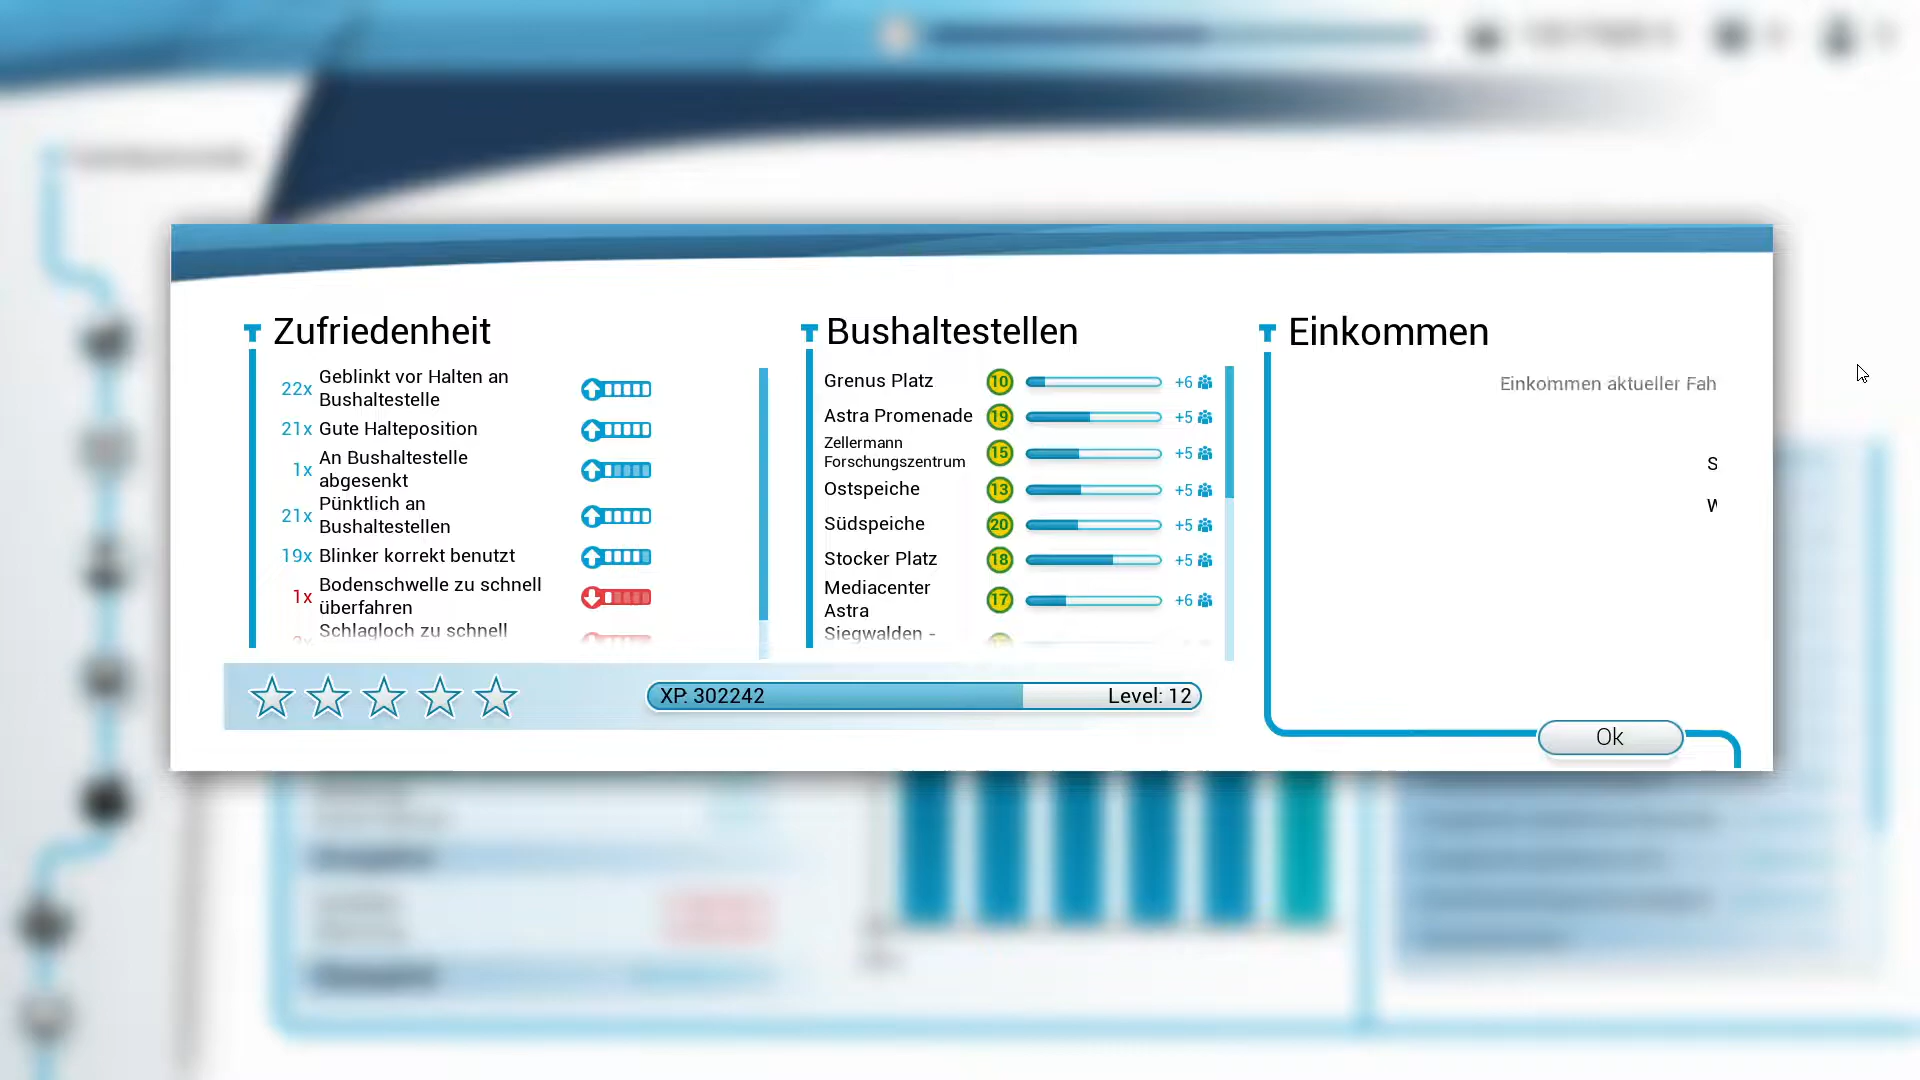 Zufriedenheit
22x Geblinkt vor Halten an
Bushaltestelle
21x Gute Halteposition
1x An Bushaltestelle
abgesenkt
21x Pünktlich an
Bushaltestellen
19x Blinker korrekt benutzt
1x Bodenschwelle zu schnell
überfahren
Schlagloch zu schnell
Bushaltestellen
Grenus Platz 10 +6
Astra Promenade 19 +5
Zellermann
Forschungszentrum 15 +5
Ostspeiche 13 +5
Südspeiche 20 +5
Stocker Platz 18 +5
Mediacenter
Astra 17 +6
Siegwalden -
Einkommen
Einkommen aktueller Fah
S
W
XP: 302242 Level: 12
Ok